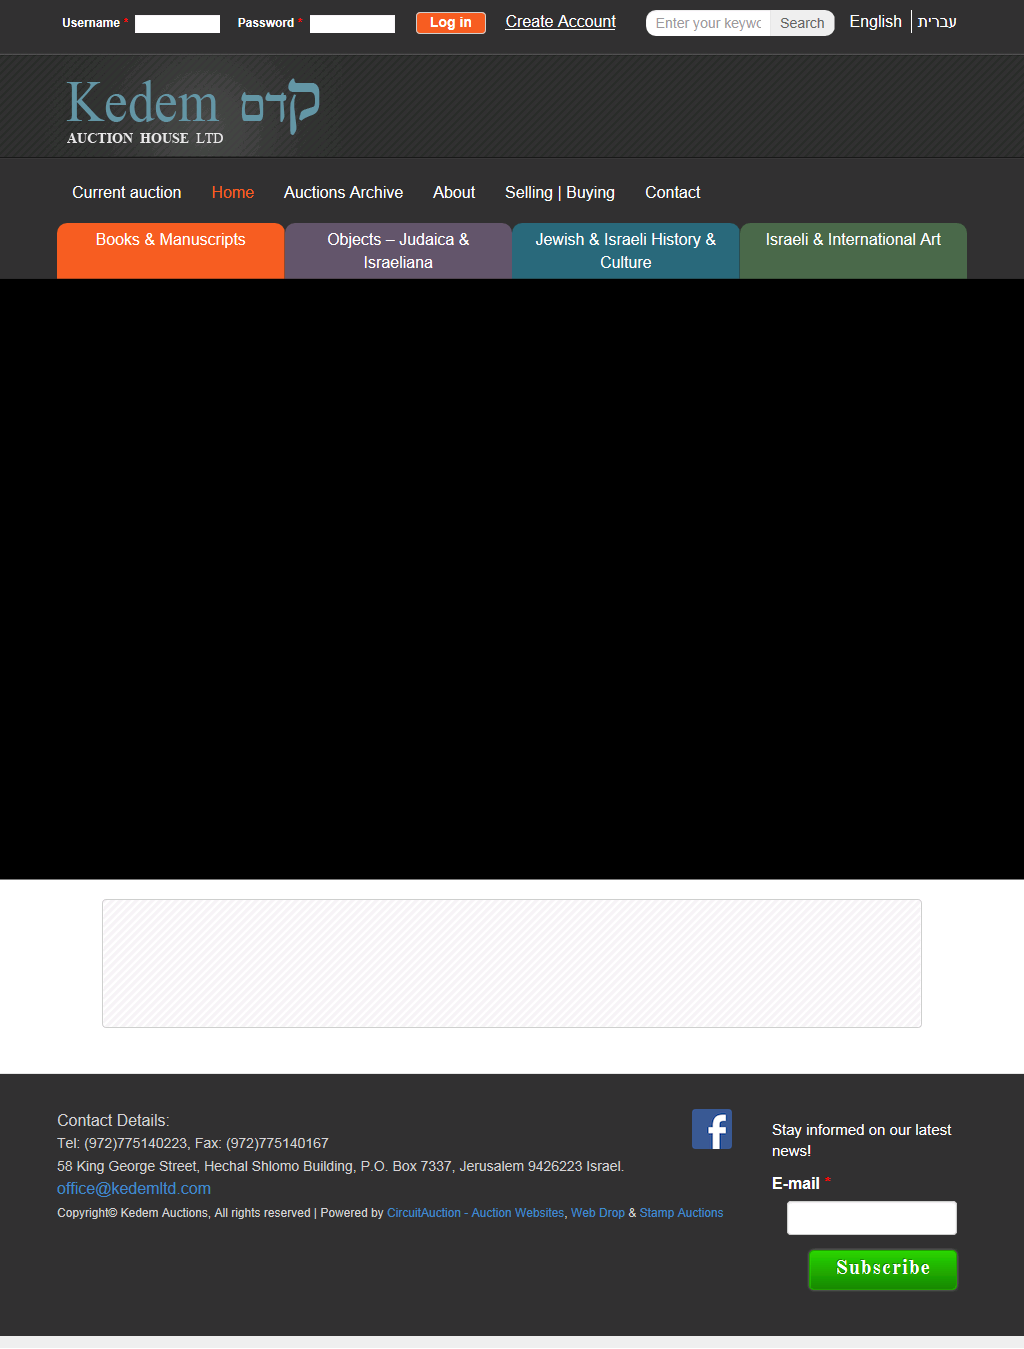 Username *
Password *
Log in
Create Account
Enter your keywo
Search
English
עברית
Kedem קדם
AUCTION HOUSE LTD
Current auction
Home
Auctions Archive
About
Selling | Buying
Contact
Books & Manuscripts
Objects – Judaica &
Israeliana
Jewish & Israeli History &
Culture
Israeli & International Art
Contact Details:
Tel: (972)775140223, Fax: (972)775140167
58 King George Street, Hechal Shlomo Building, P.O. Box 7337, Jerusalem 9426223 Israel.
office@kedemltd.com
Copyright© Kedem Auctions, All rights reserved | Powered by CircuitAuction - Auction Websites, Web Drop & Stamp Auctions
f
Stay informed on our latest
news!
E-mail *
Subscribe